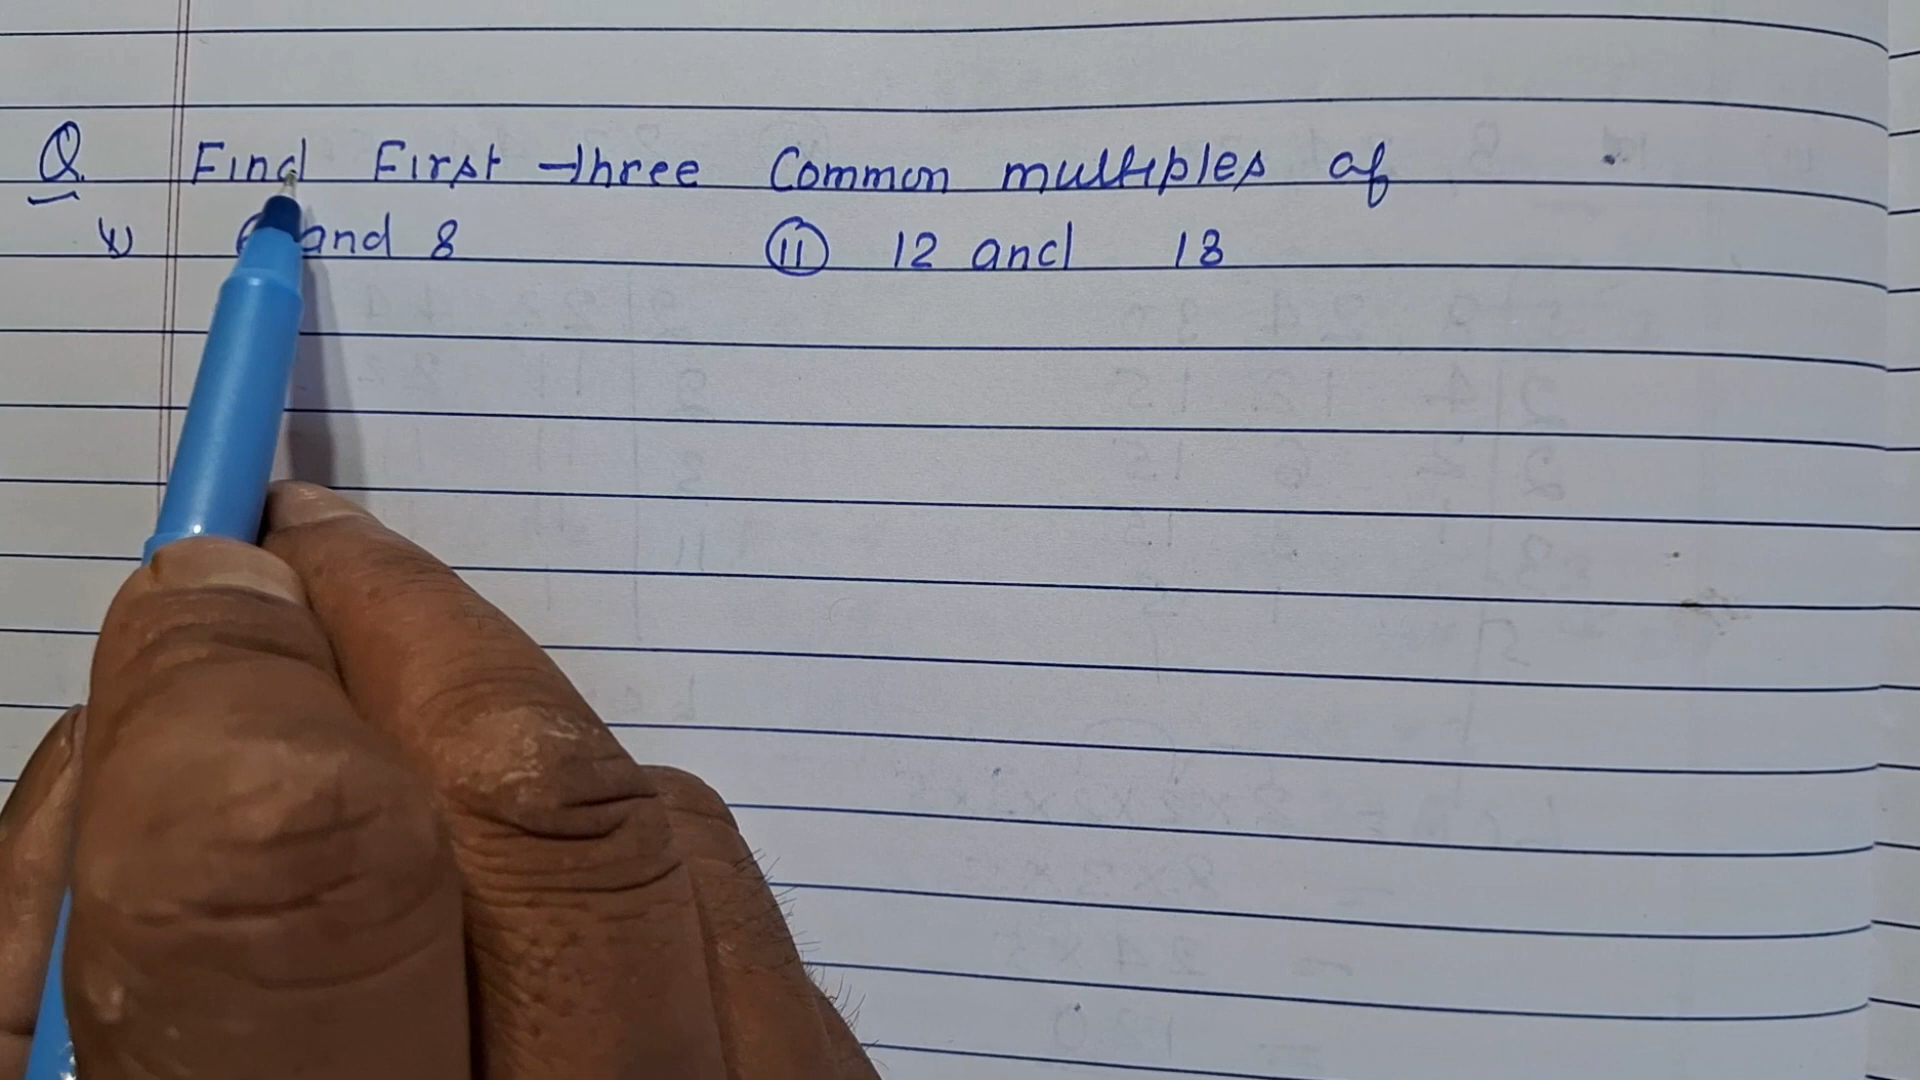 Q. Find First three Common multiples of
and 8 (ii) 12 and 18